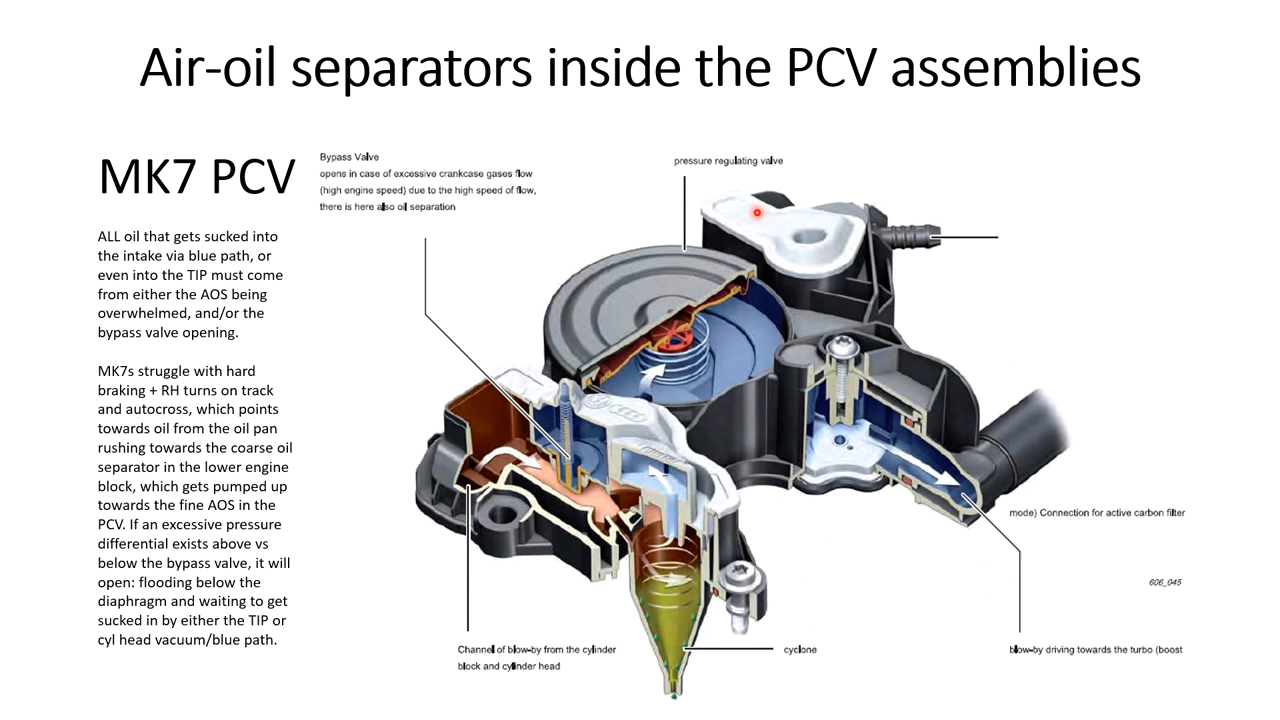 Air-oil separators inside the PCV assemblies
MK7 PCV
ALL oil that gets sucked into
the intake via blue path, or
even into the TIP must come
from either the AOS being
overwhelmed, and/or the
bypass valve opening.
MK7s struggle with hard
braking + RH turns on track
and autocross, which points
towards oil from the oil pan
rushing towards the coarse oil
separator in the lower engine
block, which gets pumped up
towards the fine AOS in the
PCV. If an excessive pressure
differential exists above vs
below the bypass valve, it will
open: flooding below the
diaphragm and waiting to get
sucked in by either the TIP or
cyl head vacuum/blue path.
Bypass Valve
opens in case of excessive crankcase gases flow
(high engine speed) due to the high speed of flow,
there is here also oil separation
pressure regulating valve
mode) Connection for active carbon filter
606_045
Channel of blow-by from the cylinder
block and cylinder head
cyclone
blow-by driving towards the turbo (boost